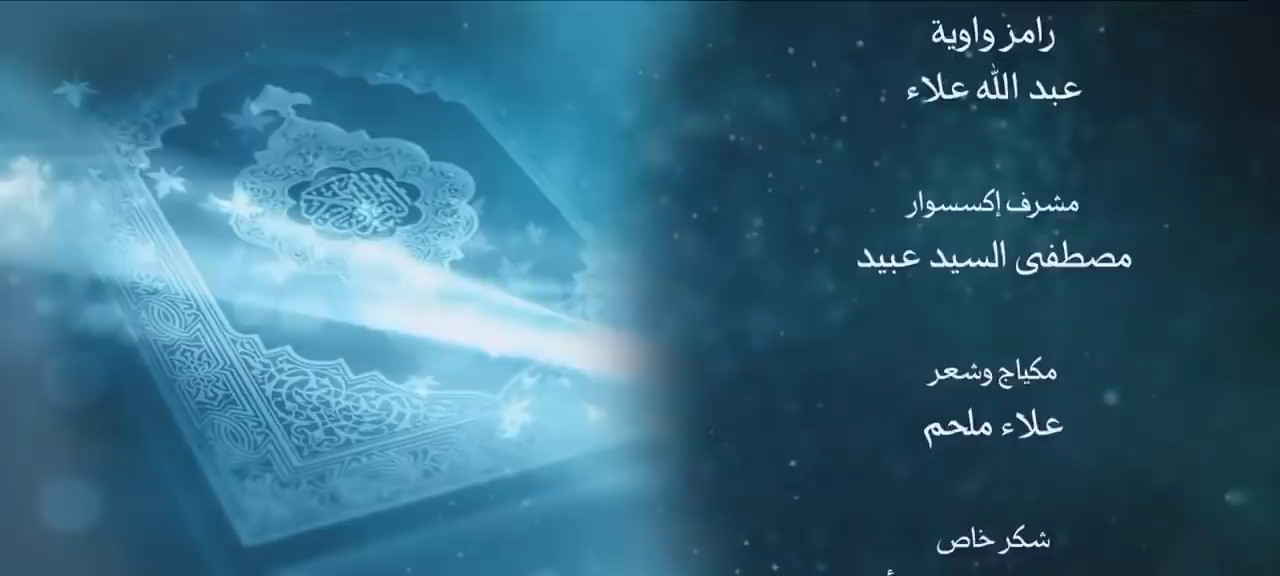 رامز واوية
عبد الله علاء
مشرف إكسسوار
مصطفى السيد عبيد
مكياج وشعر
علاء ملحم
شكر خاص